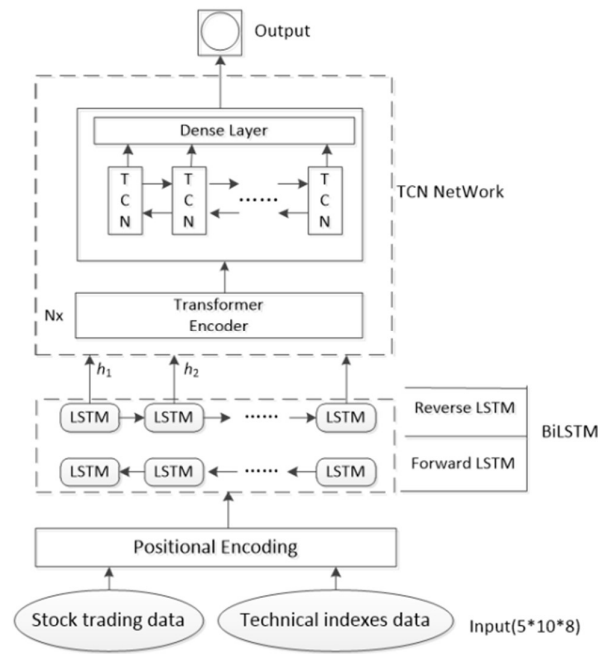 Output
Dense Layer
T C N
T C N
......
T C N
TCN NetWork
Transformer
Encoder
Nx
h1
h2
LSTM
LSTM
......
LSTM
Reverse LSTM
BiLSTM
LSTM
LSTM
......
LSTM
Forward LSTM
Positional Encoding
Stock trading data
Technical indexes data
Input(5*10*8)